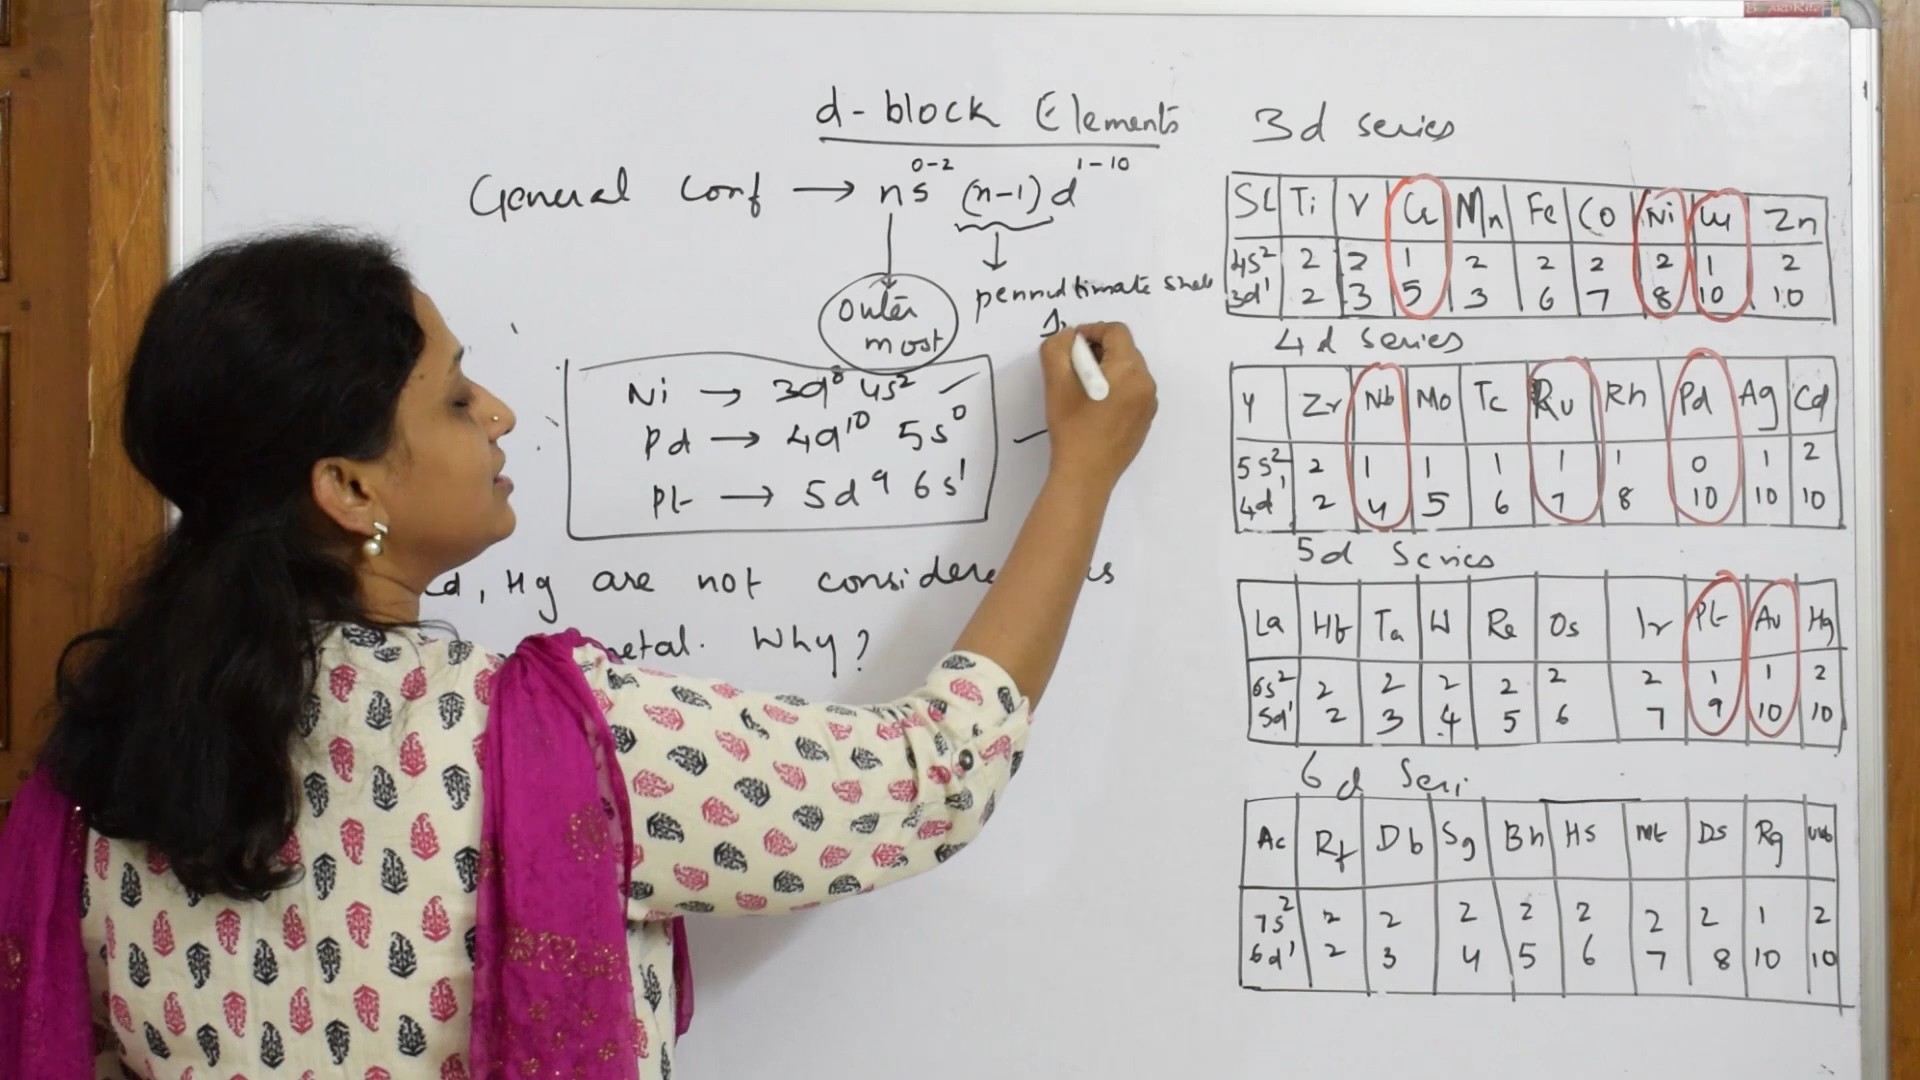 d-block Elements
General Conf → ns⁰⁻² (n-1)d¹⁻¹⁰
outer most
pennultimate shell
Ni → 3d⁸ 4s²
Pd → 4d¹⁰ 5s⁰
Pt → 5d⁹ 6s¹
Cd, Hg are not considered as
metal. Why?
3d series
Sc Ti V Cr Mn Fe Co Ni Cu Zn
4s² 2 2 1 2 2 2 2 1 2
3d¹ 2 3 5 3 6 7 8 10 10
4d series
Y Zr Nb Mo Tc Ru Rh Pd Ag Cd
5s² 2 1 1 1 1 1 0 1 2
4d¹ 2 4 5 6 7 8 10 10 10
5d Series
La Hf Ta W Re Os Ir Pt Au Hg
6s² 2 2 2 2 2 2 1 1 2
5d¹ 2 3 4 5 6 7 9 10 10
6d Seri
Ac Rf Db Sg Bh Hs Mt Ds Rg Uub
7s² 2 2 2 2 2 2 2 1 2
6d¹ 2 3 4 5 6 7 8 10 10